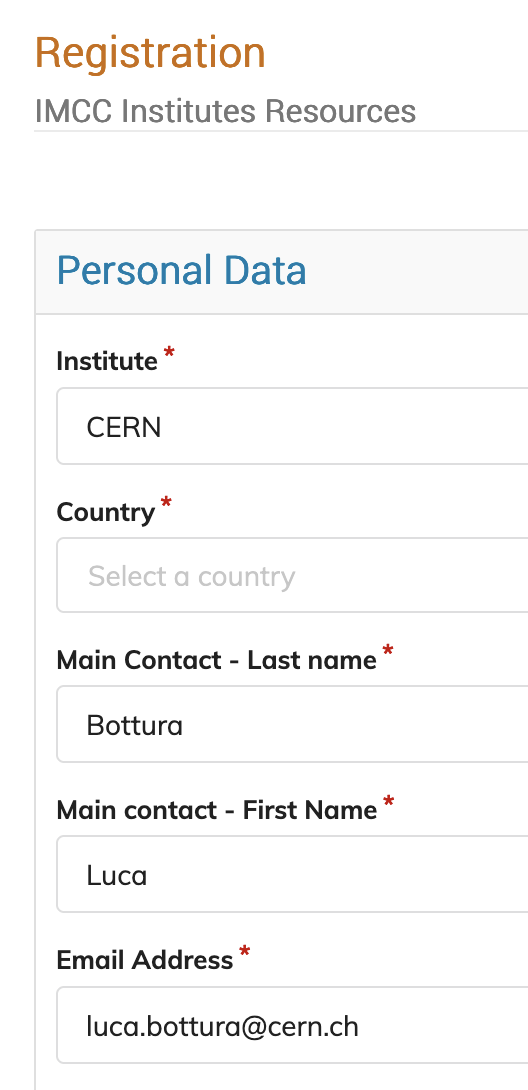 Registration
IMCC Institutes Resources
Personal Data
Institute *
CERN
Country *
Select a country
Main Contact - Last name *
Bottura
Main contact - First Name *
Luca
Email Address *
luca.bottura@cern.ch